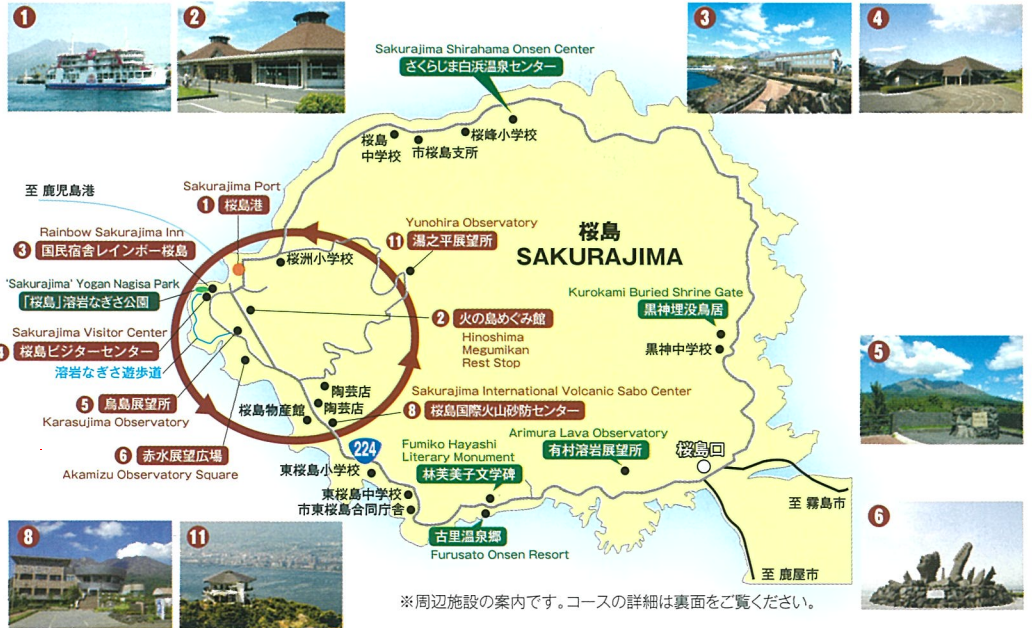 1
2
3
4
Sakurajima Shirahama Onsen Center
さくらじま白浜温泉センター
桜島
中学校
市桜島支所
桜峰小学校
至 鹿児島港
Sakurajima Port
1 桜島港
Rainbow Sakurajima Inn
3 国民宿舎レインボー桜島
'Sakurajima' Yogan Nagisa Park
「桜島」溶岩なぎさ公園
Sakurajima Visitor Center
4 桜島ビジターセンター
溶岩なぎさ遊歩道
5 烏島展望所
Karasujima Observatory
6 赤水展望広場
Akamizu Observatory Square
桜洲小学校
Yunohira Observatory
11 湯之平展望所
桜島
SAKURAJIMA
Kurokami Buried Shrine Gate
黒神埋没鳥居
黒神中学校
2 火の島めぐみ館
Hinoshima
Megumikan
Rest Stop
陶芸店
陶芸店
桜島物産館
Sakurajima International Volcanic Sabo Center
8 桜島国際火山砂防センター
224
東桜島小学校
東桜島中学校
市東桜島合同庁舎
Fumiko Hayashi
Literary Monument
林芙美子文学碑
Arimura Lava Observatory
有村溶岩展望所
桜島口
古里温泉郷
Furusato Onsen Resort
至 霧島市
至 鹿屋市
5
6
8
11
※周辺施設の案内です。コースの詳細は裏面をご覧ください。